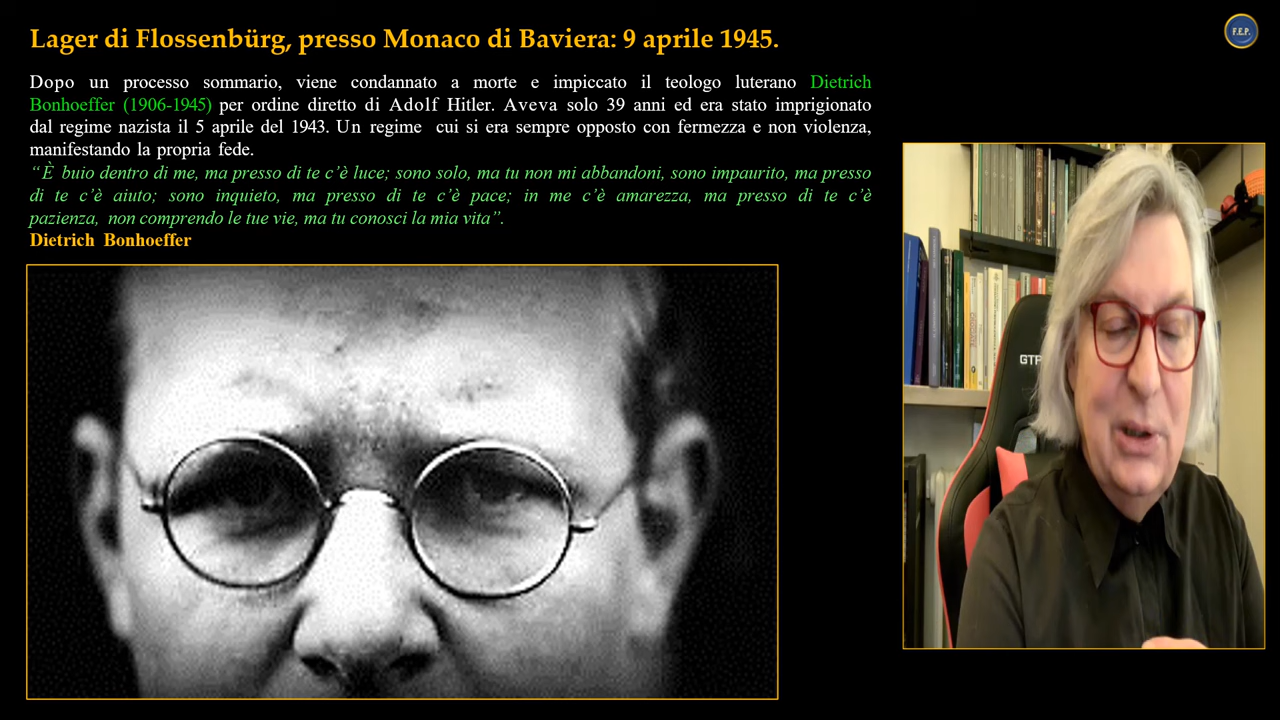 Lager di Flossenbürg, presso Monaco di Baviera: 9 aprile 1945.
F.E.P.
Dopo un processo sommario, viene condannato a morte e impiccato il teologo luterano Dietrich
Bonhoeffer (1906-1945) per ordine diretto di Adolf Hitler. Aveva solo 39 anni ed era stato imprigionato
dal regime nazista il 5 aprile del 1943. Un regime cui si era sempre opposto con fermezza e non violenza,
manifestando la propria fede.
“È buio dentro di me, ma presso di te c’è luce; sono solo, ma tu non mi abbandoni, sono impaurito, ma presso
di te c’è aiuto; sono inquieto, ma presso di te c’è pace; in me c’è amarezza, ma presso di te c’è
pazienza, non comprendo le tue vie, ma tu conosci la mia vita”.
Dietrich Bonhoeffer